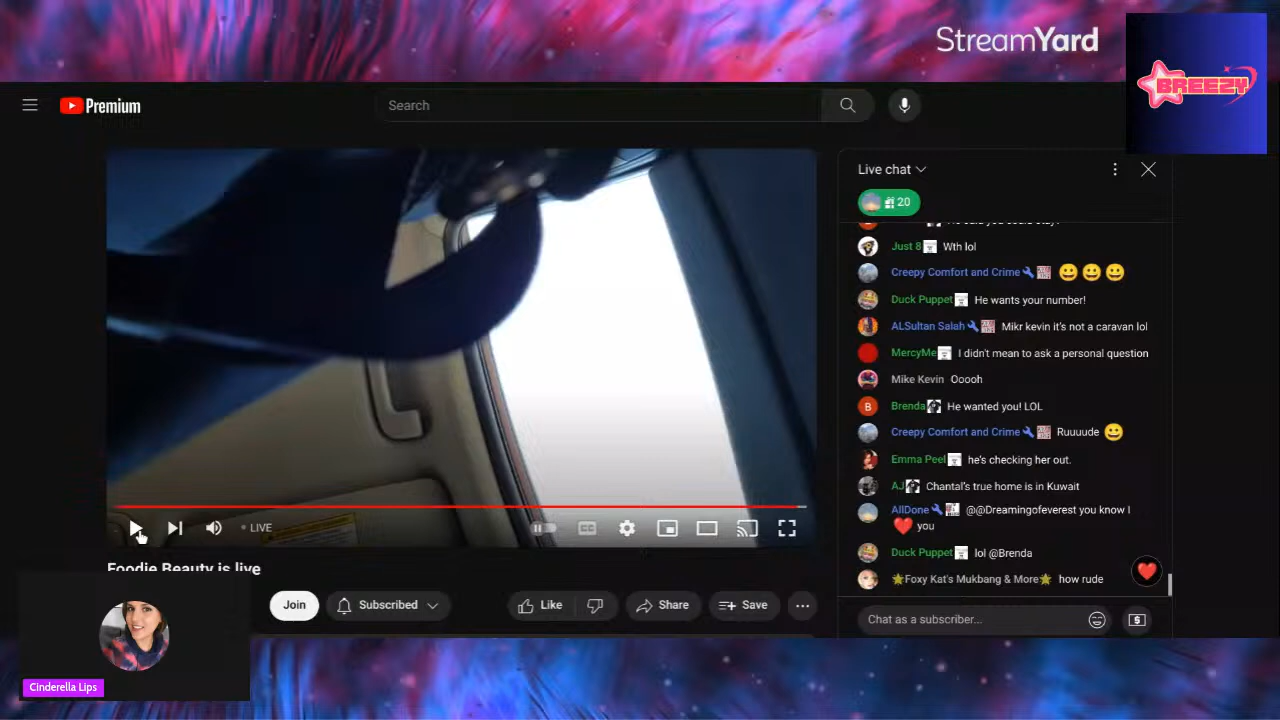 StreamYard
BREEZY
Premium
Search
Live chat
20
Just 8 Wth lol
Creepy Comfort and Crime
Duck Puppet He wants your number!
ALSultan Salah Mikr kevin it's not a caravan lol
MercyMe I didn't mean to ask a personal question
Mike Kevin Ooooh
B Brenda He wanted you! LOL
Creepy Comfort and Crime Ruuuude
Emma Peel he's checking her out.
AJ Chantal's true home is in Kuwait
AllDone @@Dreamingofeverest you know I
you
Duck Puppet lol @Brenda
Foxy Kat's Mukbang & More how rude
Chat as a subscriber...
LIVE
CC
Foodie Beauty is live
Join
Subscribed
Like
Share
Save
Cinderella Lips